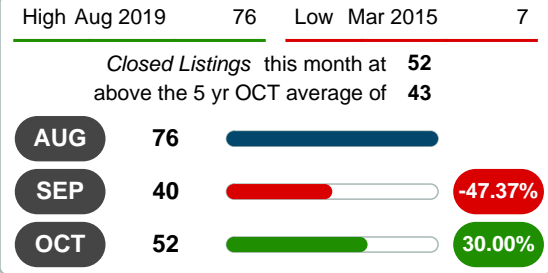 High Aug 2019 76 Low Mar 2015 7
Closed Listings this month at 52
above the 5 yr OCT average of 43
AUG 76
SEP 40 -47.37%
OCT 52 30.00%